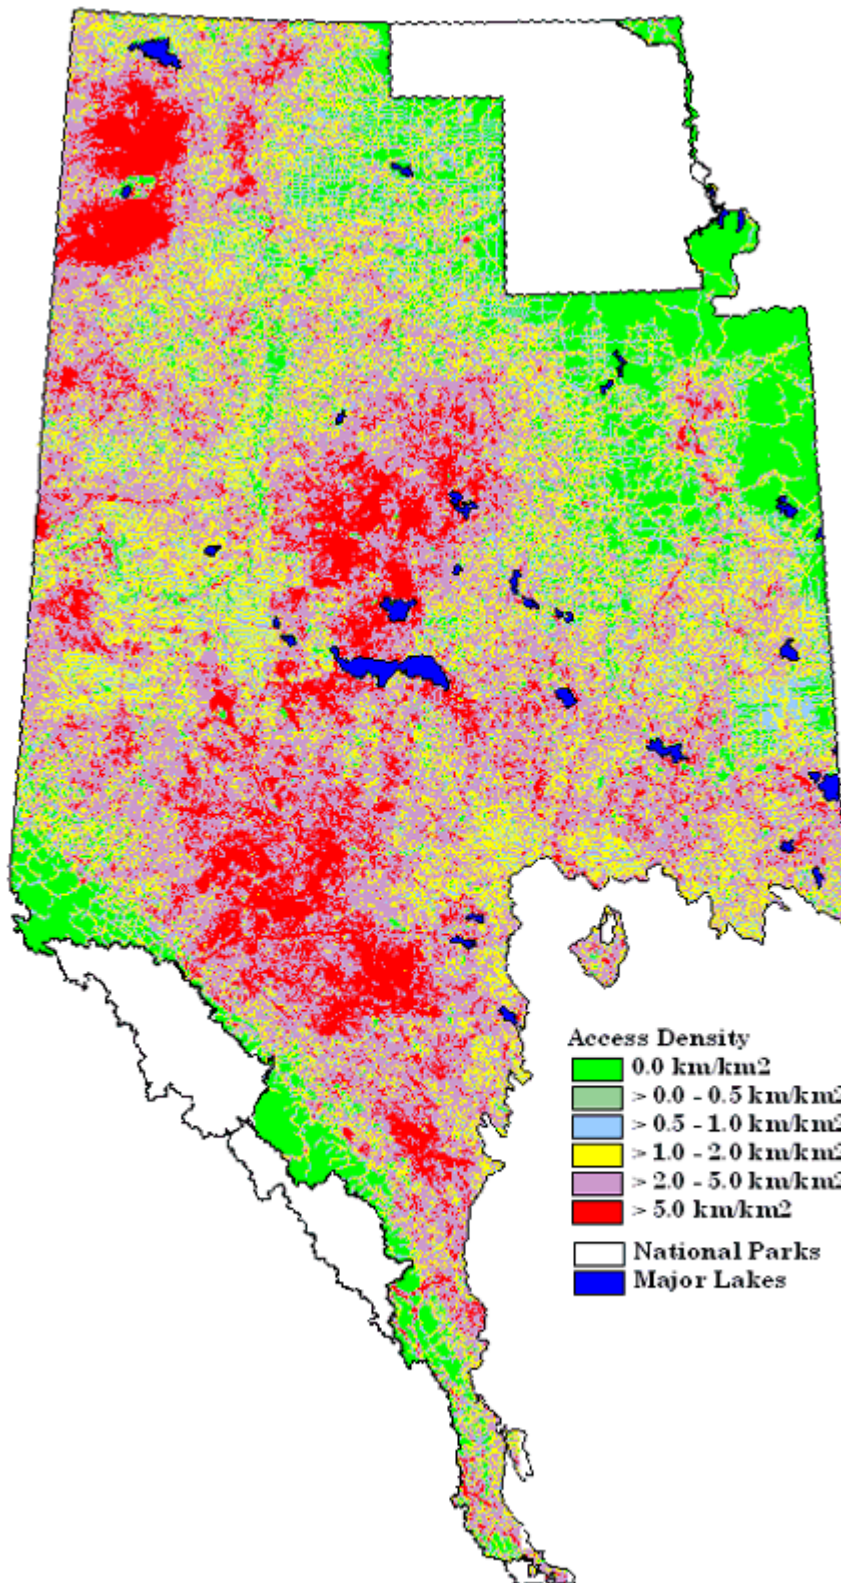 Access Density
0.0 km/km2
> 0.0 - 0.5 km/km2
> 0.5 - 1.0 km/km2
> 1.0 - 2.0 km/km2
> 2.0 - 5.0 km/km2
> 5.0 km/km2
National Parks
Major Lakes